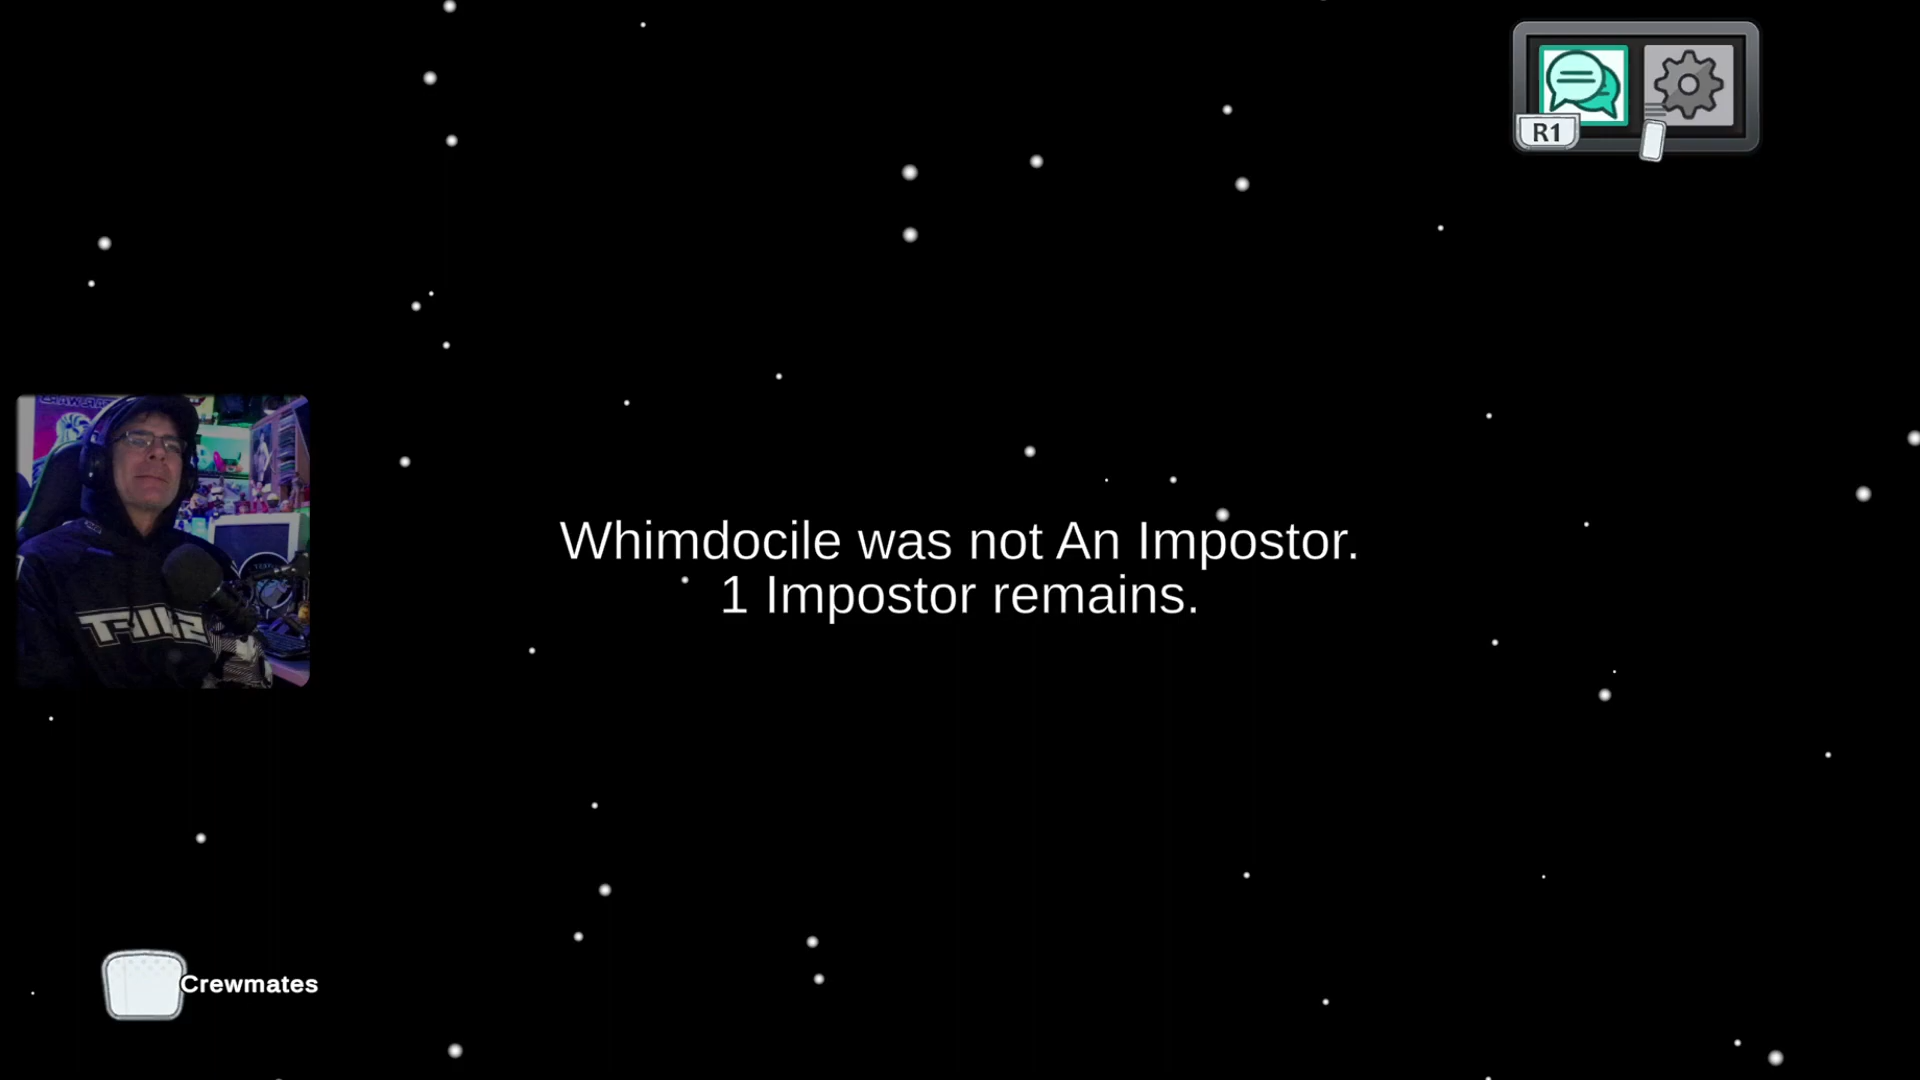 R1
Whimdocile was not An Impostor.
1 Impostor remains.
Crewmates